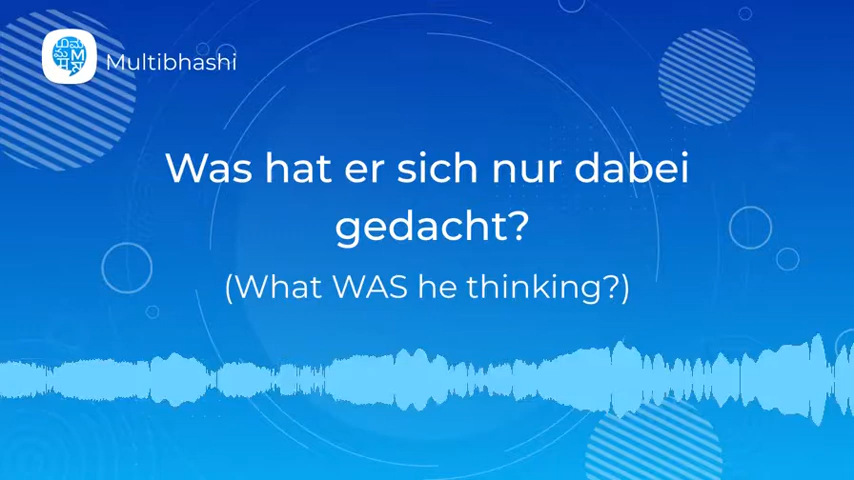 Multibhashi
Was hat er sich nur dabei
gedacht?
(What WAS he thinking?)